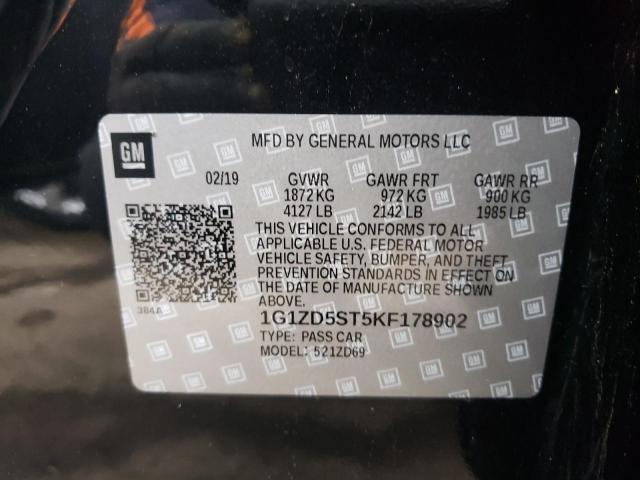 GM
MFD BY GENERAL MOTORS LLC
02/19 GVWR GAWR FRT GAWR RR
1872 KG 972 KG 900 KG
4127 LB 2142 LB 1985 LB
THIS VEHICLE CONFORMS TO ALL
APPLICABLE U.S. FEDERAL MOTOR
VEHICLE SAFETY, BUMPER, AND THEFT
PREVENTION STANDARDS IN EFFECT ON
THE DATE OF MANUFACTURE SHOWN
ABOVE.
384A
1G1ZD5ST5KF178902
TYPE: PASS CAR
MODEL: 521ZD69